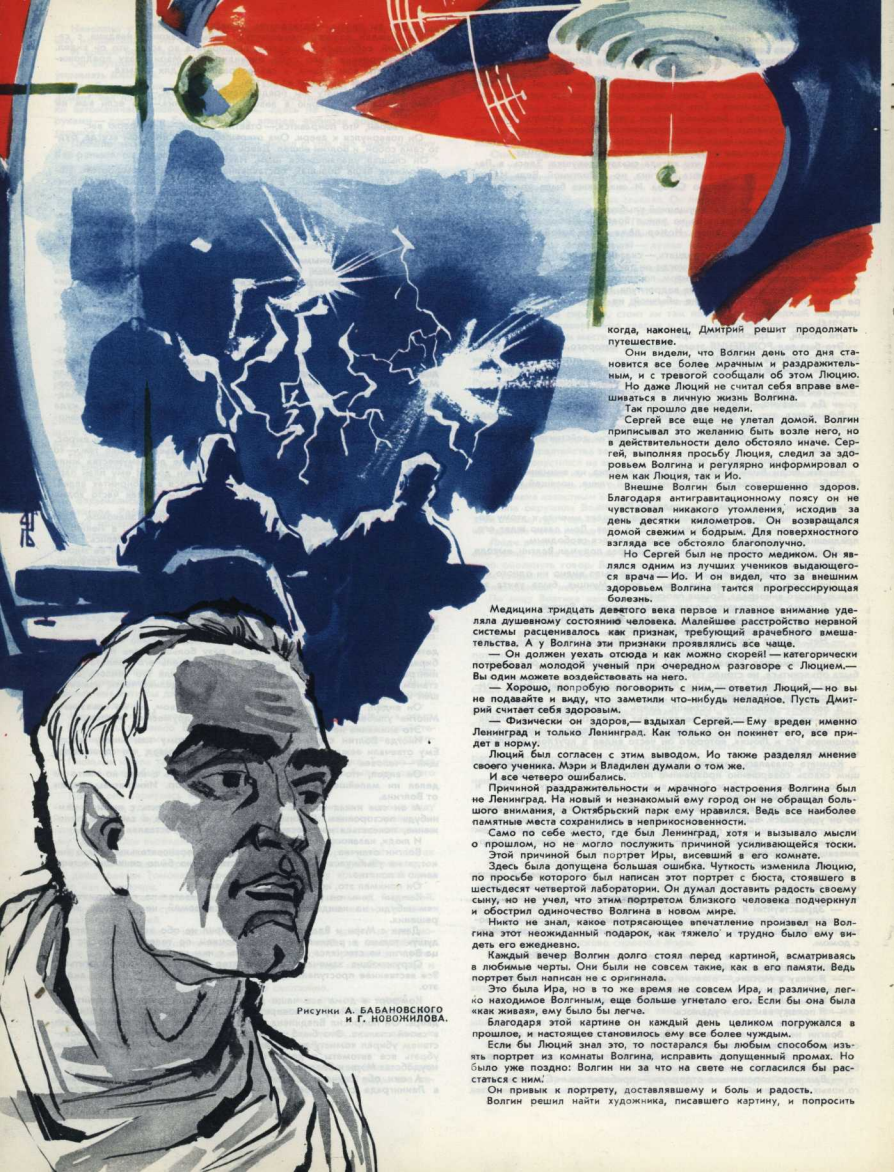 когда, наконец, Дмитрий решит продолжать
путешествие.
Они видели, что Волгин день ото дня ста-
новится все более мрачным и раздражитель-
ным, и с тревогой сообщали об этом Люцию.
Но даже Люций не считал себя вправе вме-
шиваться в личную жизнь Волгина.
Так прошло две недели.
Сергей все еще не улетал домой. Волгин
приписывал это желанию быть возле него, но
в действительности дело обстояло иначе. Сер-
гей, выполняя просьбу Люция, следил за здо-
ровьем Волгина и регулярно информировал о
нем как Люция, так и Ио.
Внешне Волгин был совершенно здоров.
Благодаря антигравитационному поясу он не
чувствовал никакого утомления, исходив за
день десятки километров. Он возвращался
домой свежим и бодрым. Для поверхностного
взгляда все обстояло благополучно.
Но Сергей был не просто медиком. Он яв-
лялся одним из лучших учеников выдающего-
ся врача — Ио. И он видел, что за внешним
здоровьем Волгина таится прогрессирующая
болезнь.
Медицина тридцать девятого века первое и главное внимание уде-
ляла душевному состоянию человека. Малейшее расстройство нервной
системы расценивалось как признак, требующий врачебного вмеша-
тельства. А у Волгина эти признаки проявлялись все чаще.
— Он должен уехать отсюда и как можно скорей! — категорически
потребовал молодой ученый при очередном разговоре с Люцием.—
Вы один можете воздействовать на него.
— Хорошо, попробую поговорить с ним,— ответил Люций,— но вы
не подавайте и виду, что заметили что-нибудь неладное. Пусть Дмит-
рий считает себя здоровым.
— Физически он здоров,— вздыхал Сергей.— Ему вреден именно
Ленинград и только Ленинград. Как только он покинет его, все при-
дет в норму.
Люций был согласен с этим выводом. Ио также разделял мнение
своего ученика. Мэри и Владилен думали о том же.
И все четверо ошибались.
Причиной раздражительности и мрачного настроения Волгина был
не Ленинград. На новый и незнакомый ему город он не обращал боль-
шого внимания, а Октябрьский парк ему нравился. Ведь все наиболее
памятные места сохранились в неприкосновенности.
Само по себе место, где был Ленинград, хотя и вызывало мысли
о прошлом, но не могло послужить причиной усиливающейся тоски.
Этой причиной был портрет Иры, висевший в его комнате.
Здесь была допущена большая ошибка. Чуткость изменила Люцию,
по просьбе которого был написан этот портрет с бюста, стоявшего в
шестьдесят четвертой лаборатории. Он думал доставить радость своему
сыну, но не учел, что этим портретом близкого человека подчеркнул
и обострил одиночество Волгина в новом мире.
Никто не знал, какое потрясающее впечатление произвел на Вол-
гина этот неожиданный подарок, как тяжело и трудно было ему ви-
деть его ежедневно.
Каждый вечер Волгин долго стоял перед картиной, всматриваясь
в любимые черты. Они были не совсем такие, как в его памяти. Ведь
портрет был написан не с оригинала.
Это была Ира, но в то же время не совсем Ира, и различие, лег-
ко находимое Волгиным, еще больше угнетало его. Если бы она была
«как живая», ему было бы легче.
Благодаря этой картине он каждый день целиком погружался в
прошлое, и настоящее становилось ему все более чуждым.
Если бы Люций знал это, то постарался бы любым способом изъ-
ять портрет из комнаты Волгина, исправить допущенный промах. Но
было уже поздно: Волгин ни за что на свете не согласился бы рас-
статься с ним.
Он привык к портрету, доставлявшему и боль и радость.
Волгин решил найти художника, писавшего картину, и попросить
Рисунки А. БАБАНОВСКОГО
и Г. НОВОЖИЛОВА.